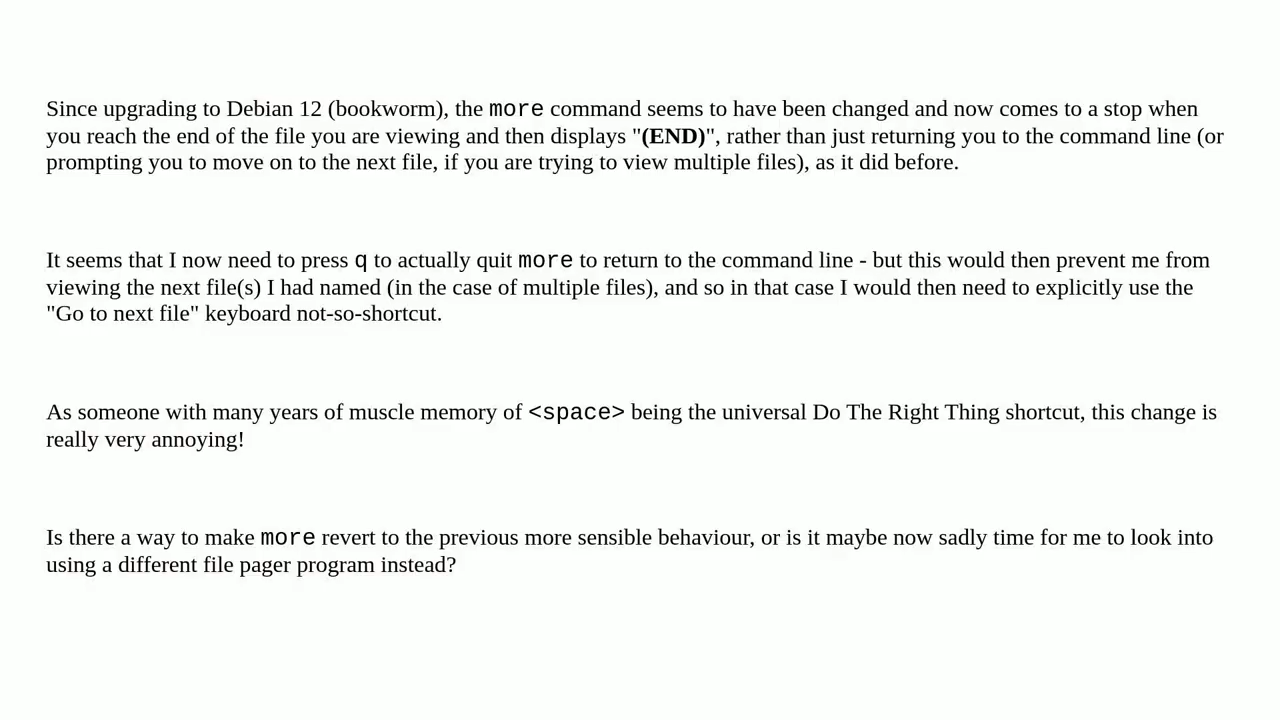 Since upgrading to Debian 12 (bookworm), the more command seems to have been changed and now comes to a stop when
you reach the end of the file you are viewing and then displays "(END)", rather than just returning you to the command line (or
prompting you to move on to the next file, if you are trying to view multiple files), as it did before.
It seems that I now need to press q to actually quit more to return to the command line - but this would then prevent me from
viewing the next file(s) I had named (in the case of multiple files), and so in that case I would then need to explicitly use the
"Go to next file" keyboard not-so-shortcut.
As someone with many years of muscle memory of <space> being the universal Do The Right Thing shortcut, this change is
really very annoying!
Is there a way to make more revert to the previous more sensible behaviour, or is it maybe now sadly time for me to look into
using a different file pager program instead?